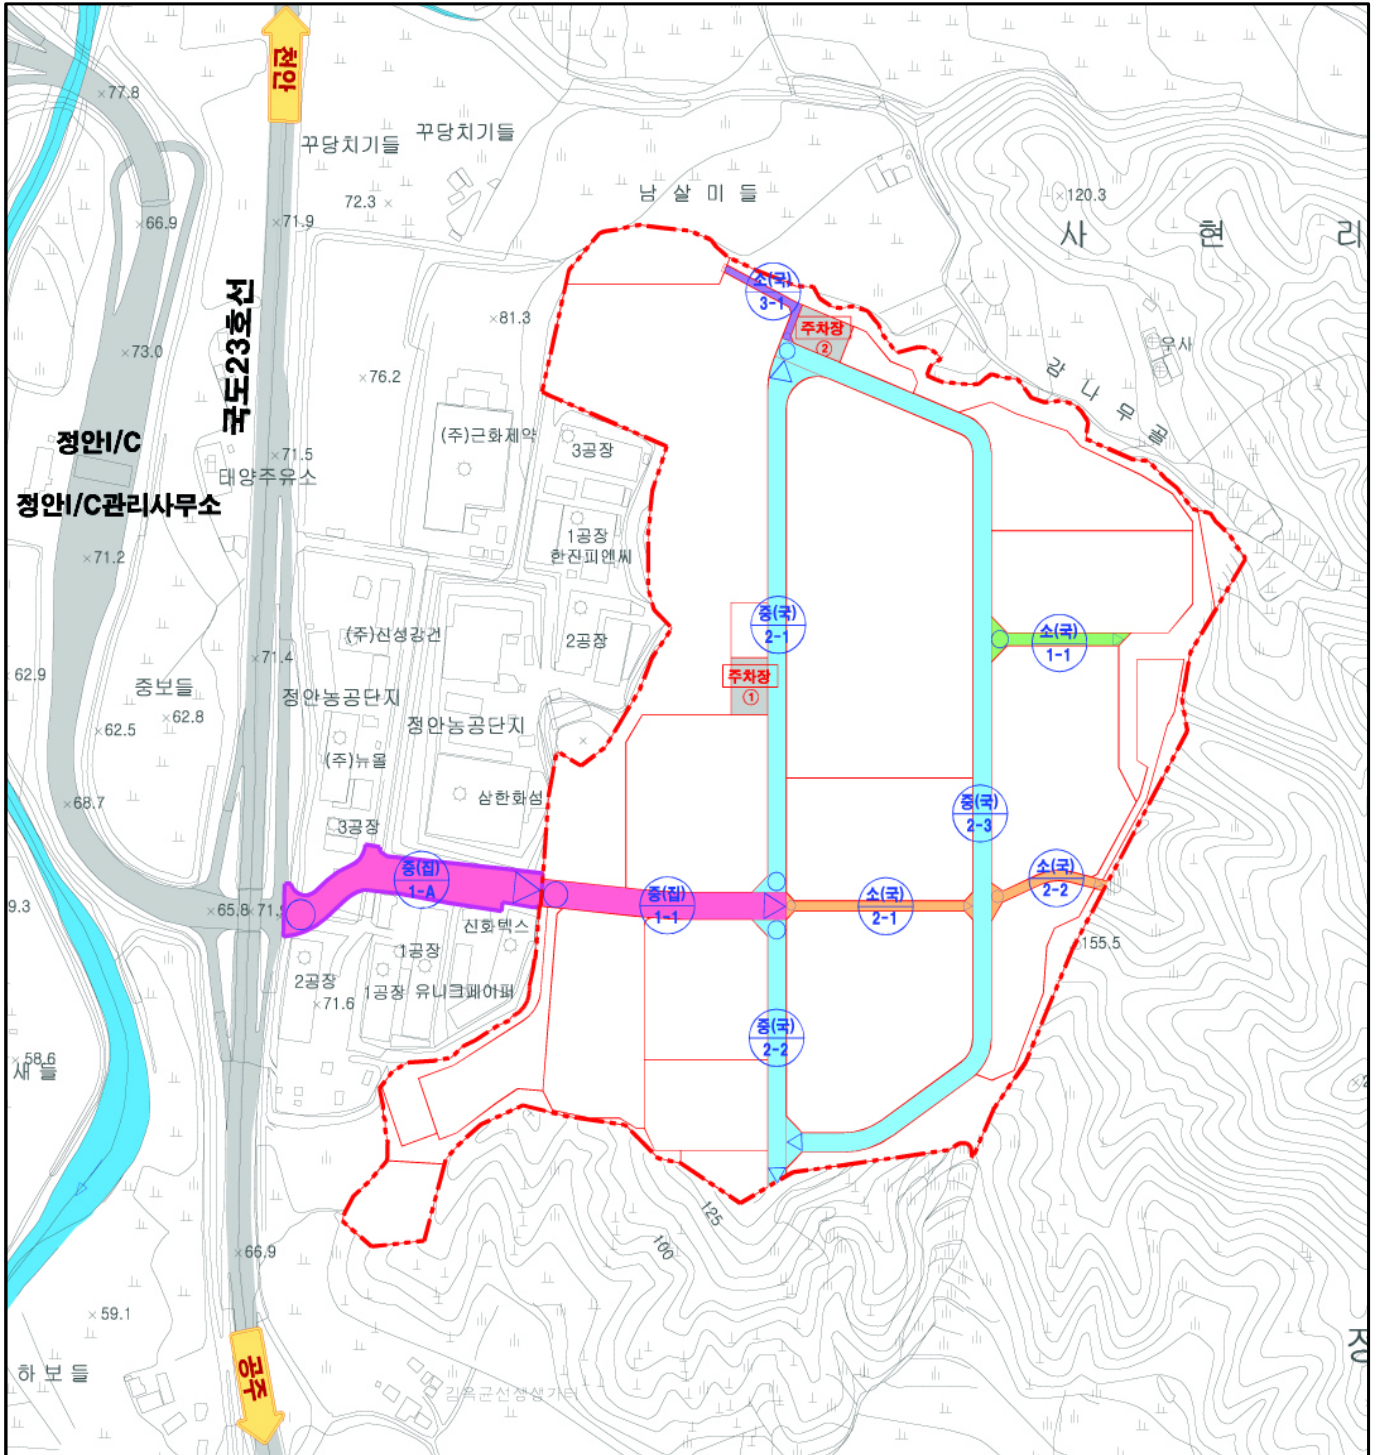 천안
×77.8
꾸당치기들
꾸당치기들
남 살 미 들
72.3 ×
×120.3
×66.9
×71.9
사 현 리
소(국)
3-1
국도23호선
×81.3
주차장
②
×73.0
우사
×76.2
감 나 무 골
정안I/C
(주)근화제약
3공장
×71.5
태양주유소
정안I/C관리사무소
1공장
한진피엔씨
×71.2
중(국)
2-1
(주)신성강건
2공장
소(국)
1-1
×71.4
62.9
중보들
주차장
①
정안농공단지
×62.8
정안농공단지
×62.5
(주)뉴올
삼한화성
×68.7
중(국)
2-3
3공장
중(집)
1-A
소(국)
2-2
중(집)
1-1
소(국)
2-1
9.3
×65.8
×71.
신화텍스
×155.5
1공장
2공장
1공장
유니크페이퍼
×71.6
중(국)
2-2
×58.6
새 들
125
100
×66.9
×59.1
공주
하 보 들
김옥균선생생가터